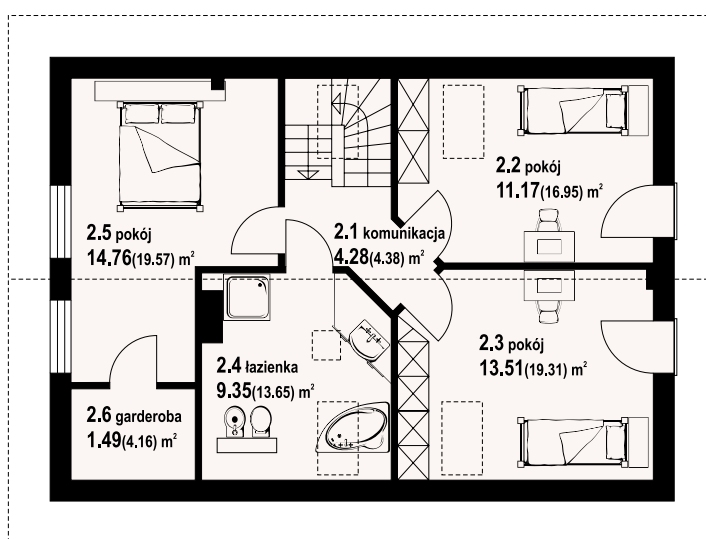 2.2 pokój
11.17(16.95) m²
2.1 komunikacja
4.28(4.38) m²
2.5 pokój
14.76(19.57) m²
2.3 pokój
13.51(19.31) m²
2.4 łazienka
9.35(13.65) m²
2.6 garderoba
1.49(4.16) m²